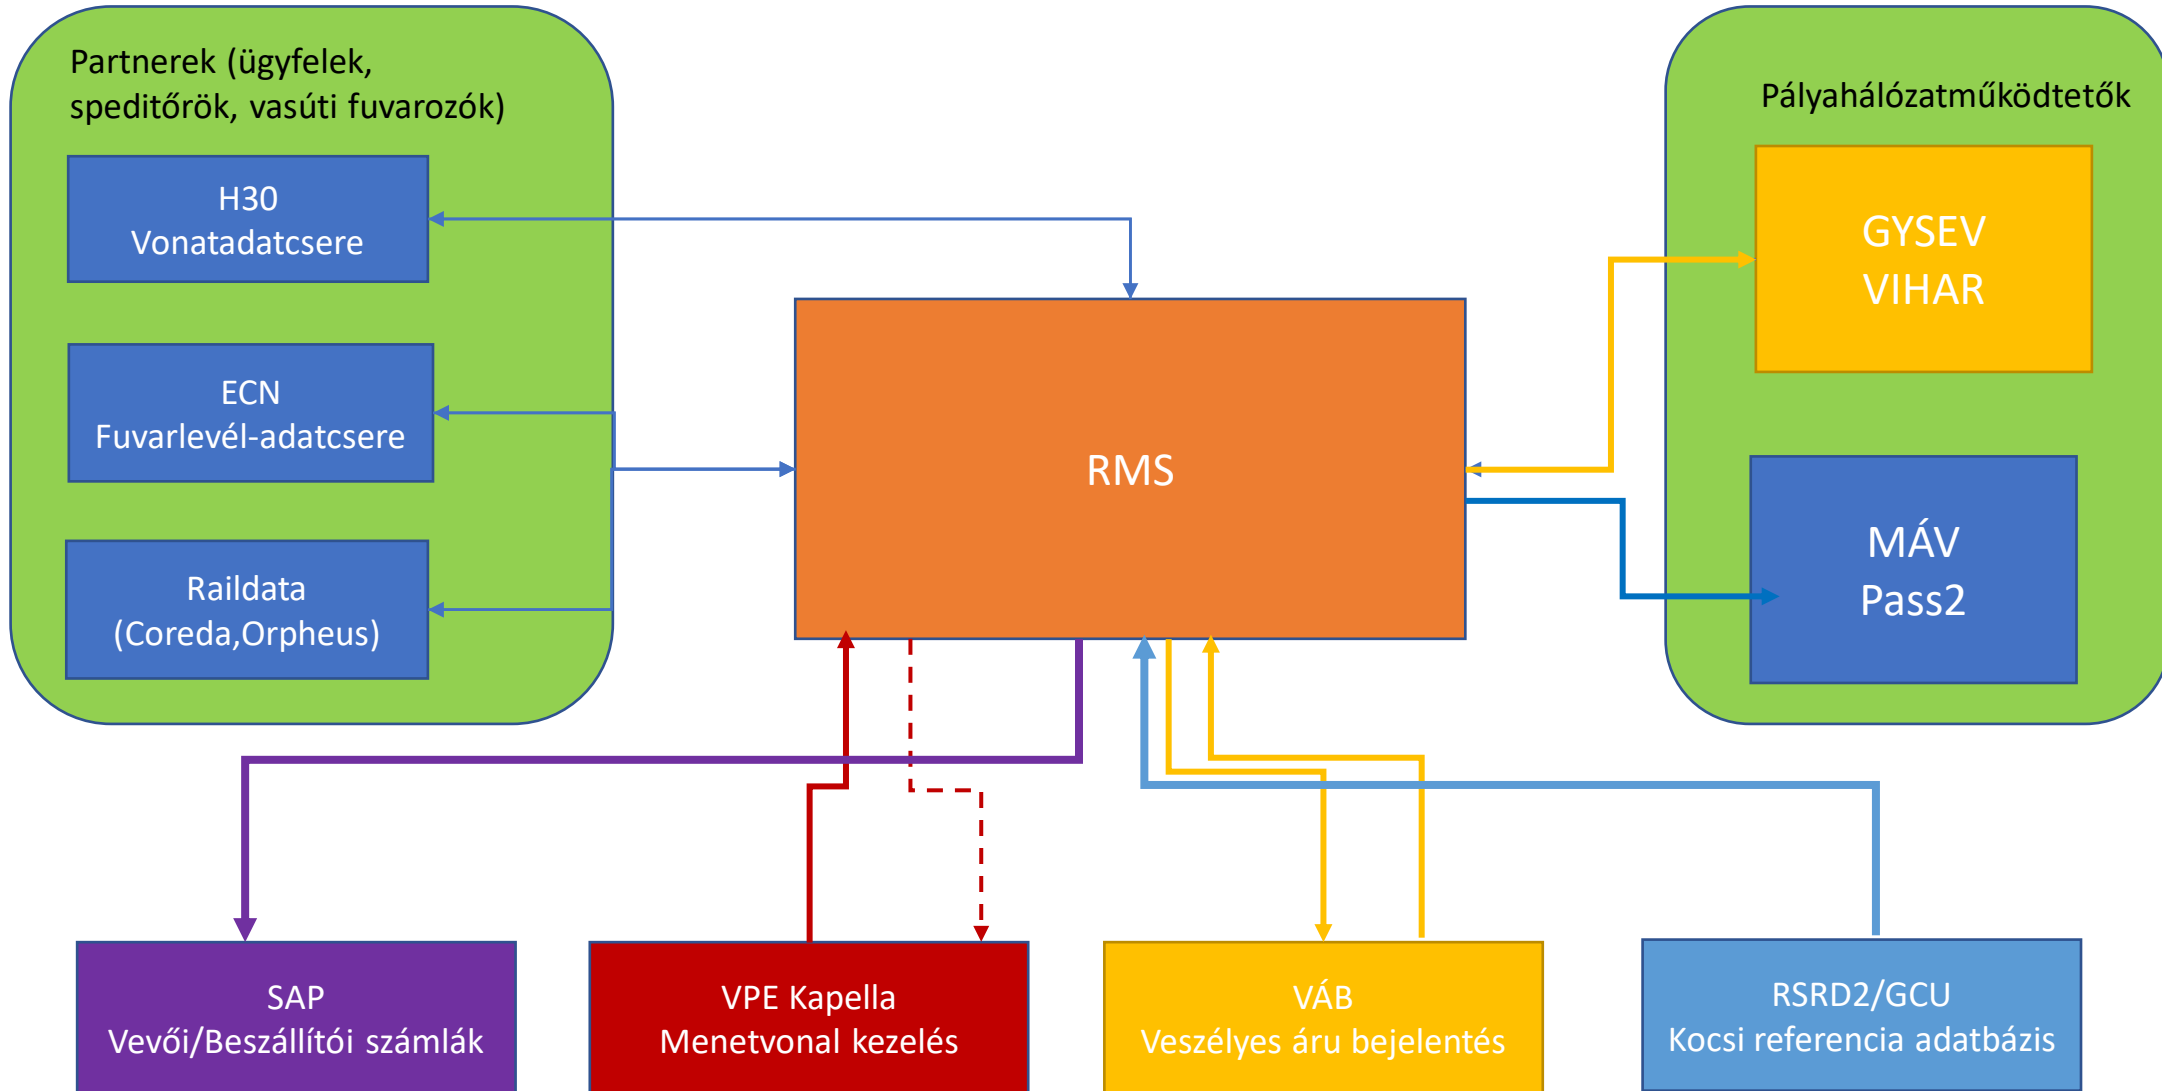 Partnerek (ügyfelek,
speditőrök, vasúti fuvarozók)
H30
Vonatadatcsere
ECN
Fuvarlevél-adatcsere
Raildata
(Coreda,Orpheus)
RMS
Pályahálózatműködtetők
GYSEV
VIHAR
MÁV
Pass2
SAP
Vevői/Beszállítói számlák
VPE Kapella
Menetvonal kezelés
VÁB
Veszélyes áru bejelentés
RSRD2/GCU
Kocsi referencia adatbázis